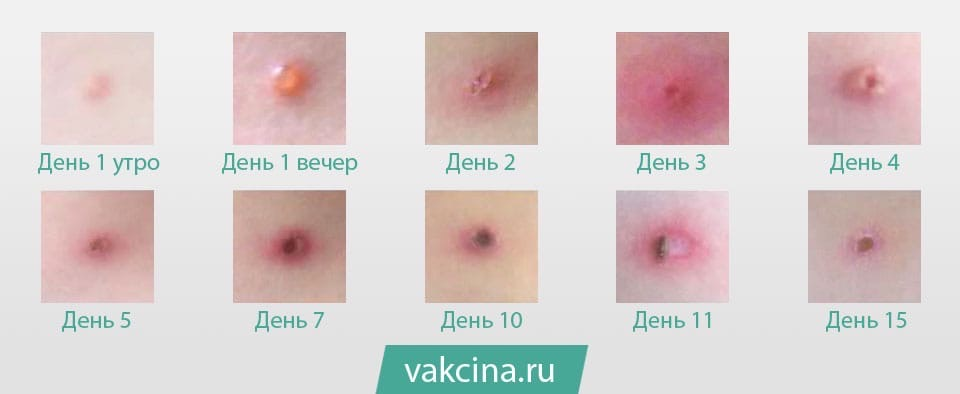 День 1 утро
День 1 вечер
День 2
День 3
День 4
День 5
День 7
День 10
День 11
День 15
vakcina.ru